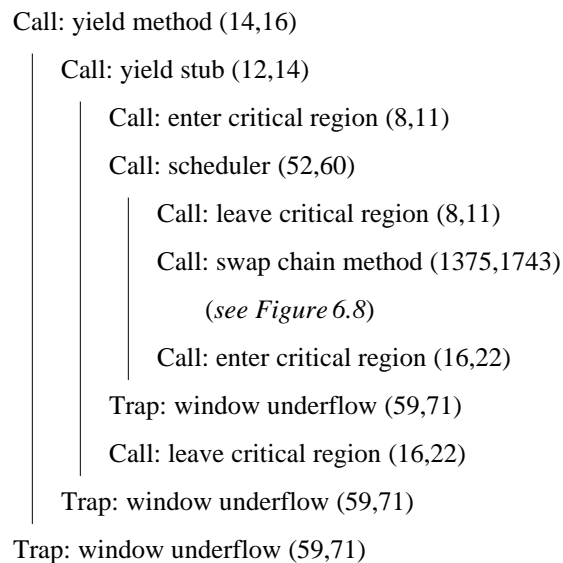 Call: yield method (14,16)
Call: yield stub (12,14)
Call: enter critical region (8,11)
Call: scheduler (52,60)
Call: leave critical region (8,11)
Call: swap chain method (1375,1743)
(see Figure 6.8)
Call: enter critical region (16,22)
Trap: window underflow (59,71)
Call: leave critical region (16,22)
Trap: window underflow (59,71)
Trap: window underflow (59,71)